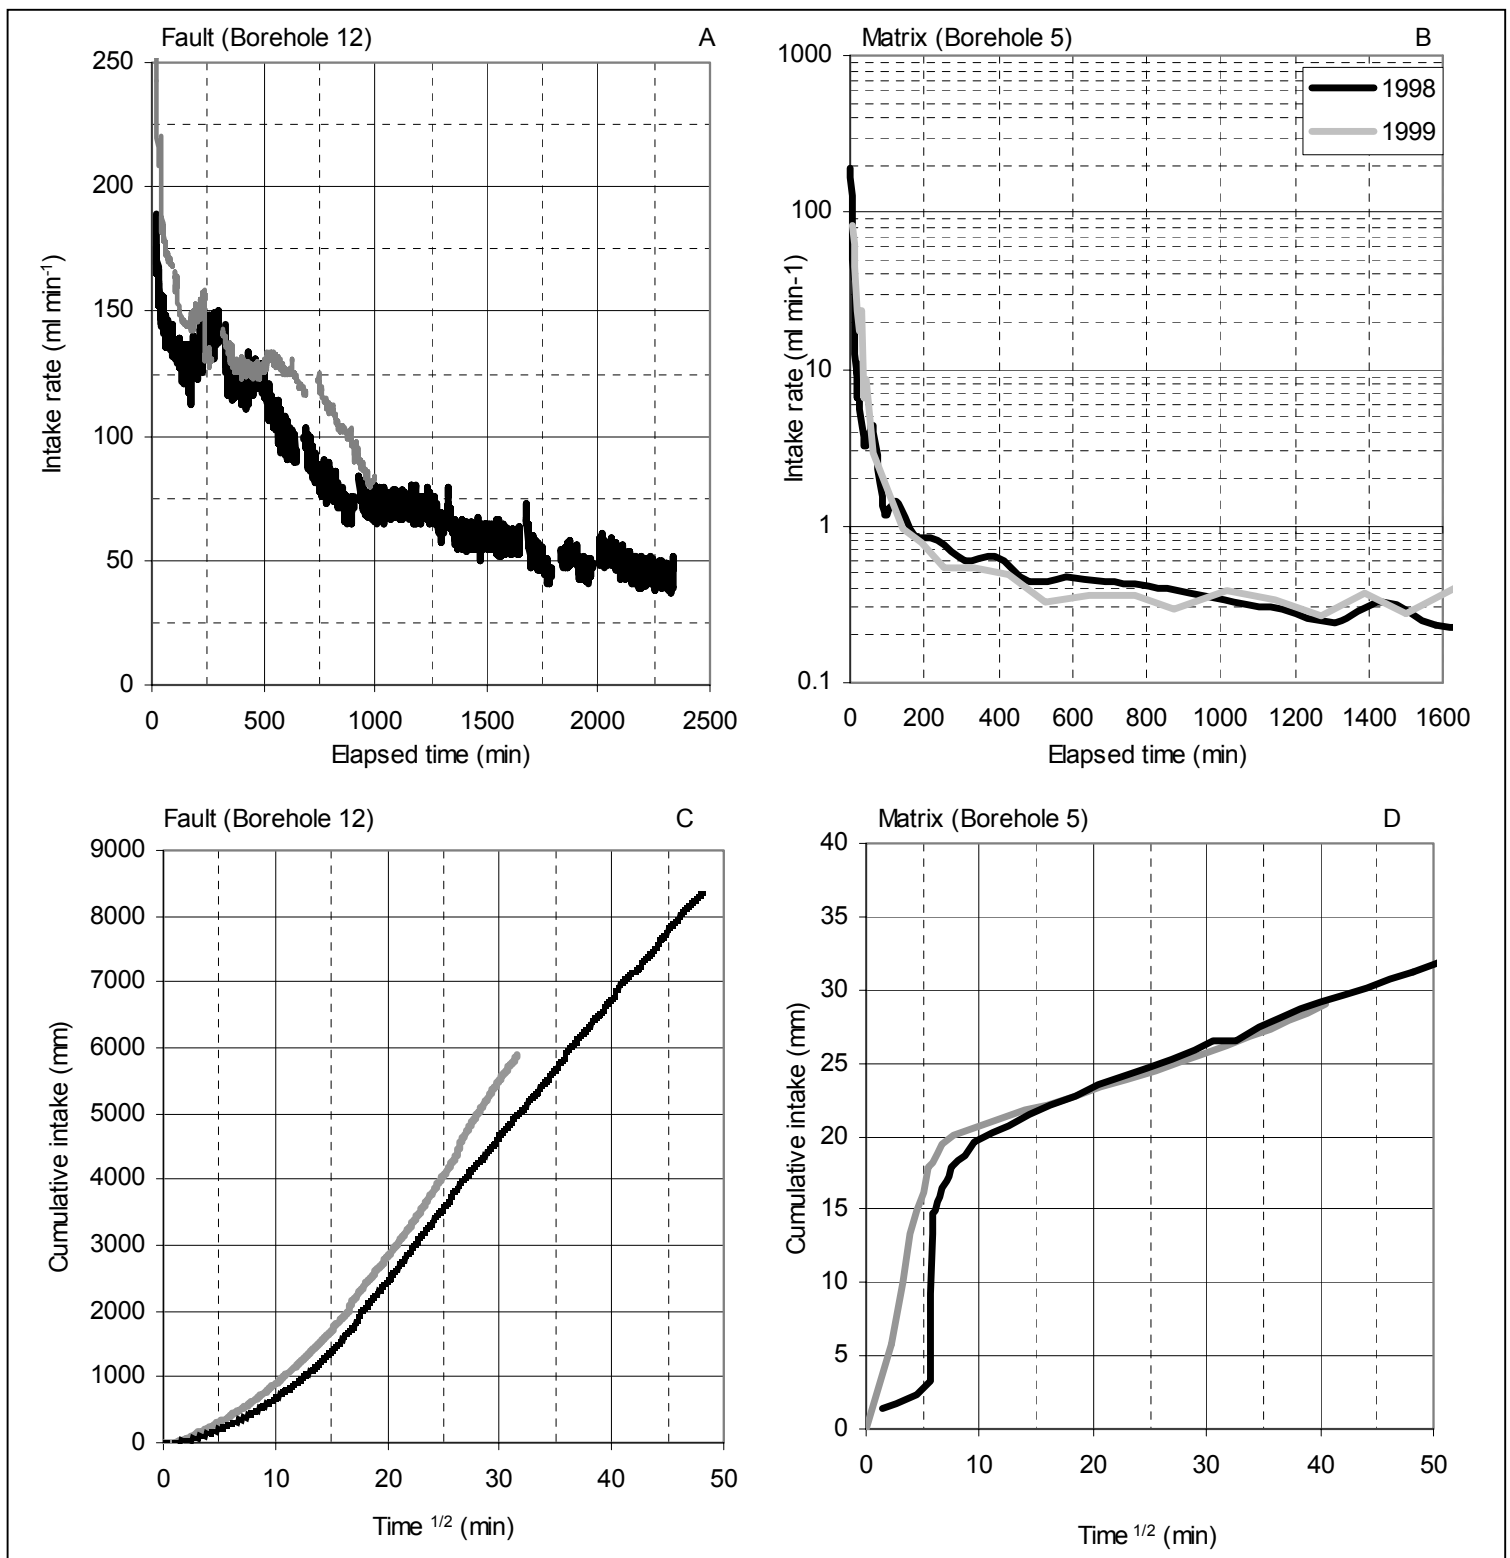 Fault (Borehole 12) A
250
200
150
100
50
0
Intake rate (ml min-1)
0 500 1000 1500 2000 2500
Elapsed time (min)
Matrix (Borehole 5) B
1998
1999
1000
100
10
1
0.1
Intake rate (ml min-1)
0 200 400 600 800 1000 1200 1400 1600
Elapsed time (min)
Fault (Borehole 12) C
9000
8000
7000
6000
5000
4000
3000
2000
1000
0
Cumulative intake (mm)
0 10 20 30 40 50
Time 1/2 (min)
Matrix (Borehole 5) D
40
35
30
25
20
15
10
5
0
Cumulative intake (mm)
0 10 20 30 40 50
Time 1/2 (min)